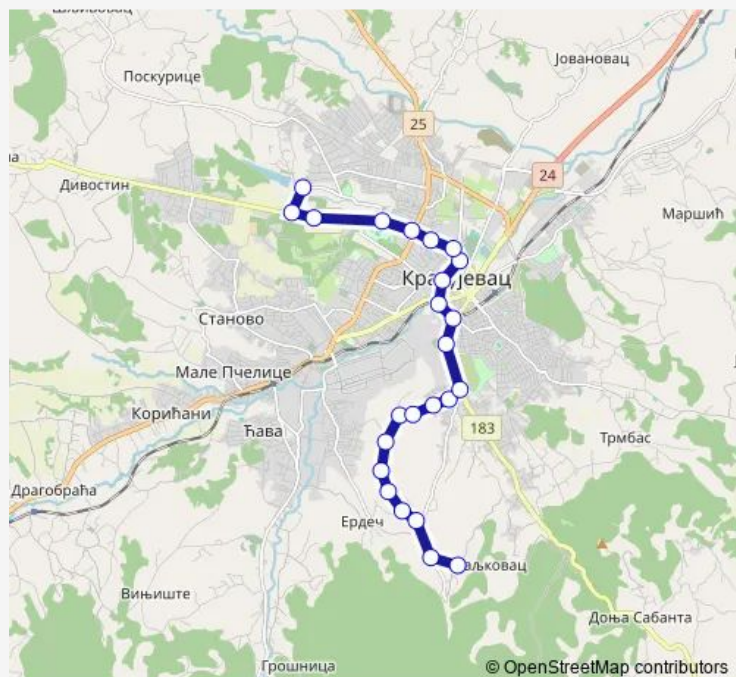 Јовановац
Поскурице
25
24
Дивостин
Маршић
Станово
Мале Пчелице
Корићани
183
Ћава
Трмбас
Драгобраћа
Ердеч
Вињиште
Доња Сабанта
Грошница
© OpenStreetMap contributors